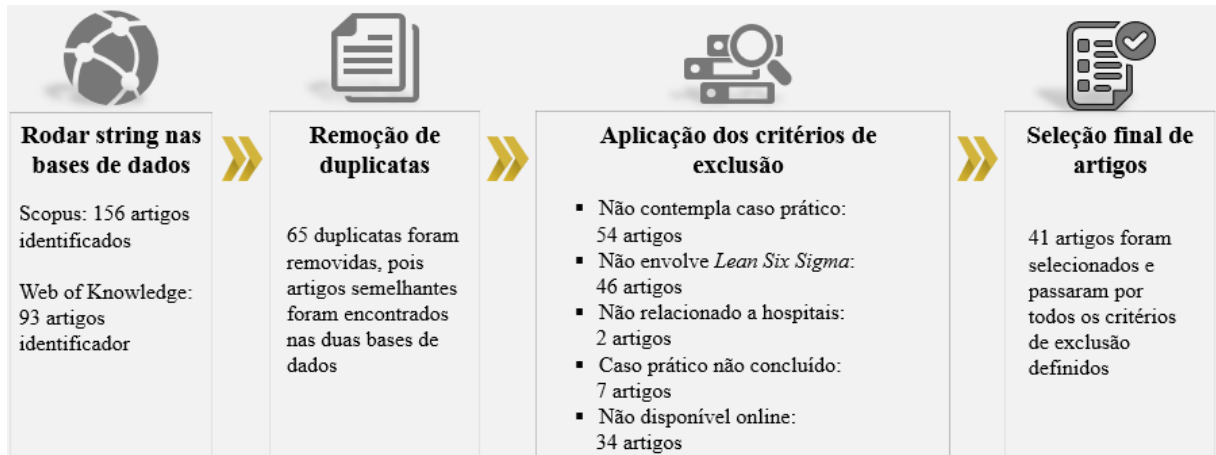 Rodar string nas
bases de dados
Scopus: 156 artigos
identificados
Web of Knowledge:
93 artigos
identificador
Remoção de
duplicatas
65 duplicatas foram
removidas, pois
artigos semelhantes
foram encontrados
nas duas bases de
dados
Aplicação dos critérios de
exclusão
▪ Não contempla caso prático:
54 artigos
▪ Não envolve Lean Six Sigma:
46 artigos
▪ Não relacionado a hospitais:
2 artigos
▪ Caso prático não concluído:
7 artigos
▪ Não disponível online:
34 artigos
Seleção final de
artigos
41 artigos foram
selecionados e
passaram por
todos os critérios
de exclusão
definidos